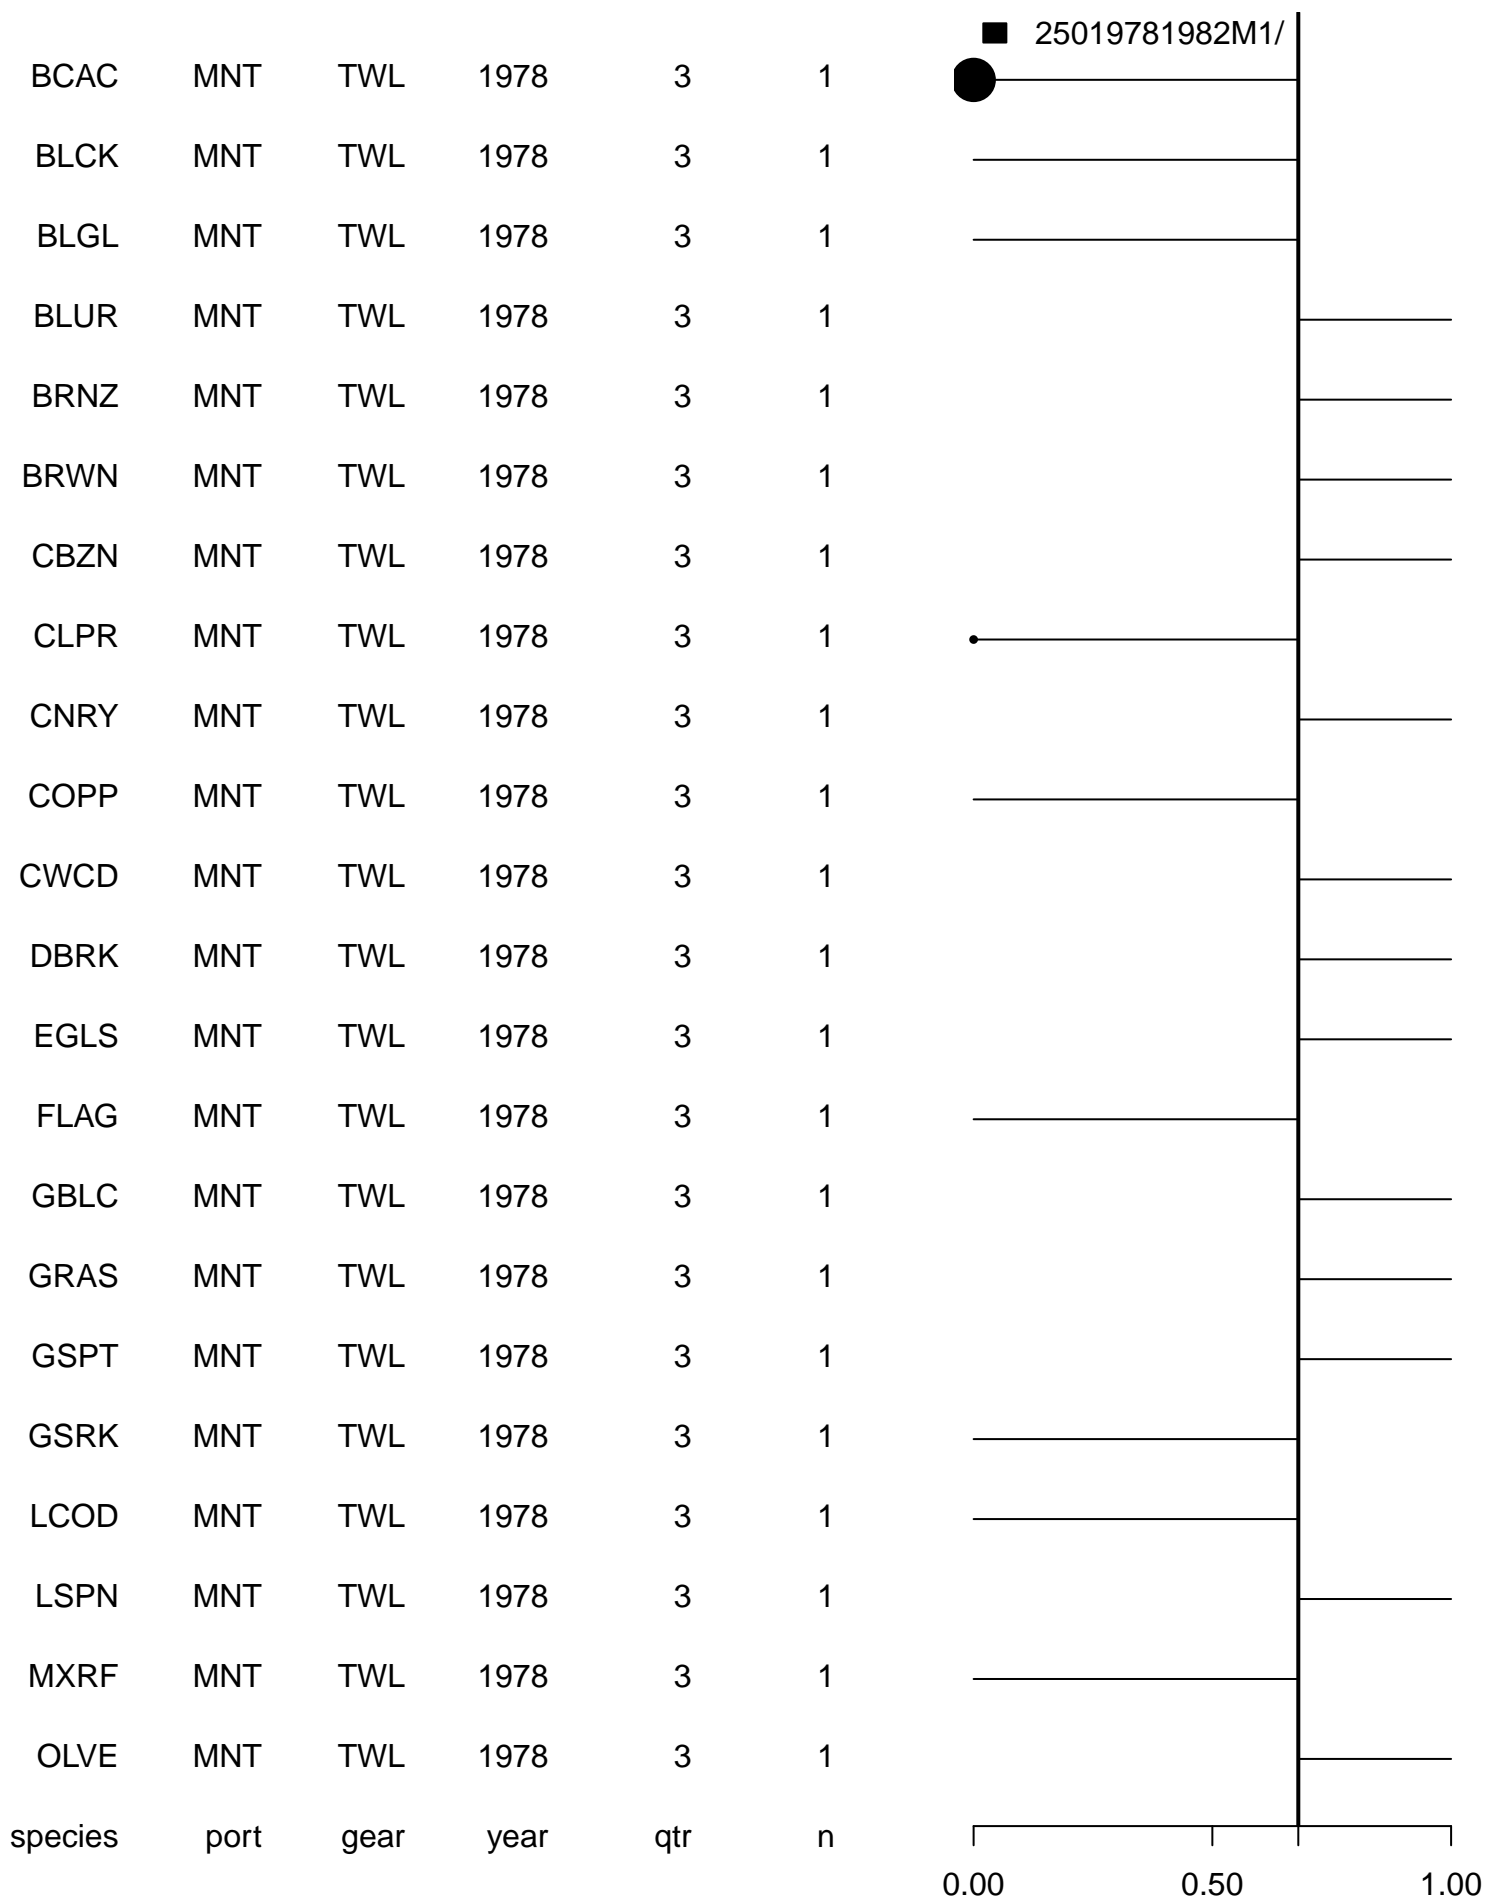 25019781982M1/
BCAC MNT TWL 1978 3 1
BLCK MNT TWL 1978 3 1
BLGL MNT TWL 1978 3 1
BLUR MNT TWL 1978 3 1
BRNZ MNT TWL 1978 3 1
BRWN MNT TWL 1978 3 1
CBZN MNT TWL 1978 3 1
CLPR MNT TWL 1978 3 1
CNRY MNT TWL 1978 3 1
COPP MNT TWL 1978 3 1
CWCD MNT TWL 1978 3 1
DBRK MNT TWL 1978 3 1
EGLS MNT TWL 1978 3 1
FLAG MNT TWL 1978 3 1
GBLC MNT TWL 1978 3 1
GRAS MNT TWL 1978 3 1
GSPT MNT TWL 1978 3 1
GSRK MNT TWL 1978 3 1
LCOD MNT TWL 1978 3 1
LSPN MNT TWL 1978 3 1
MXRF MNT TWL 1978 3 1
OLVE MNT TWL 1978 3 1
species port gear year qtr n
0.00 0.50 1.00